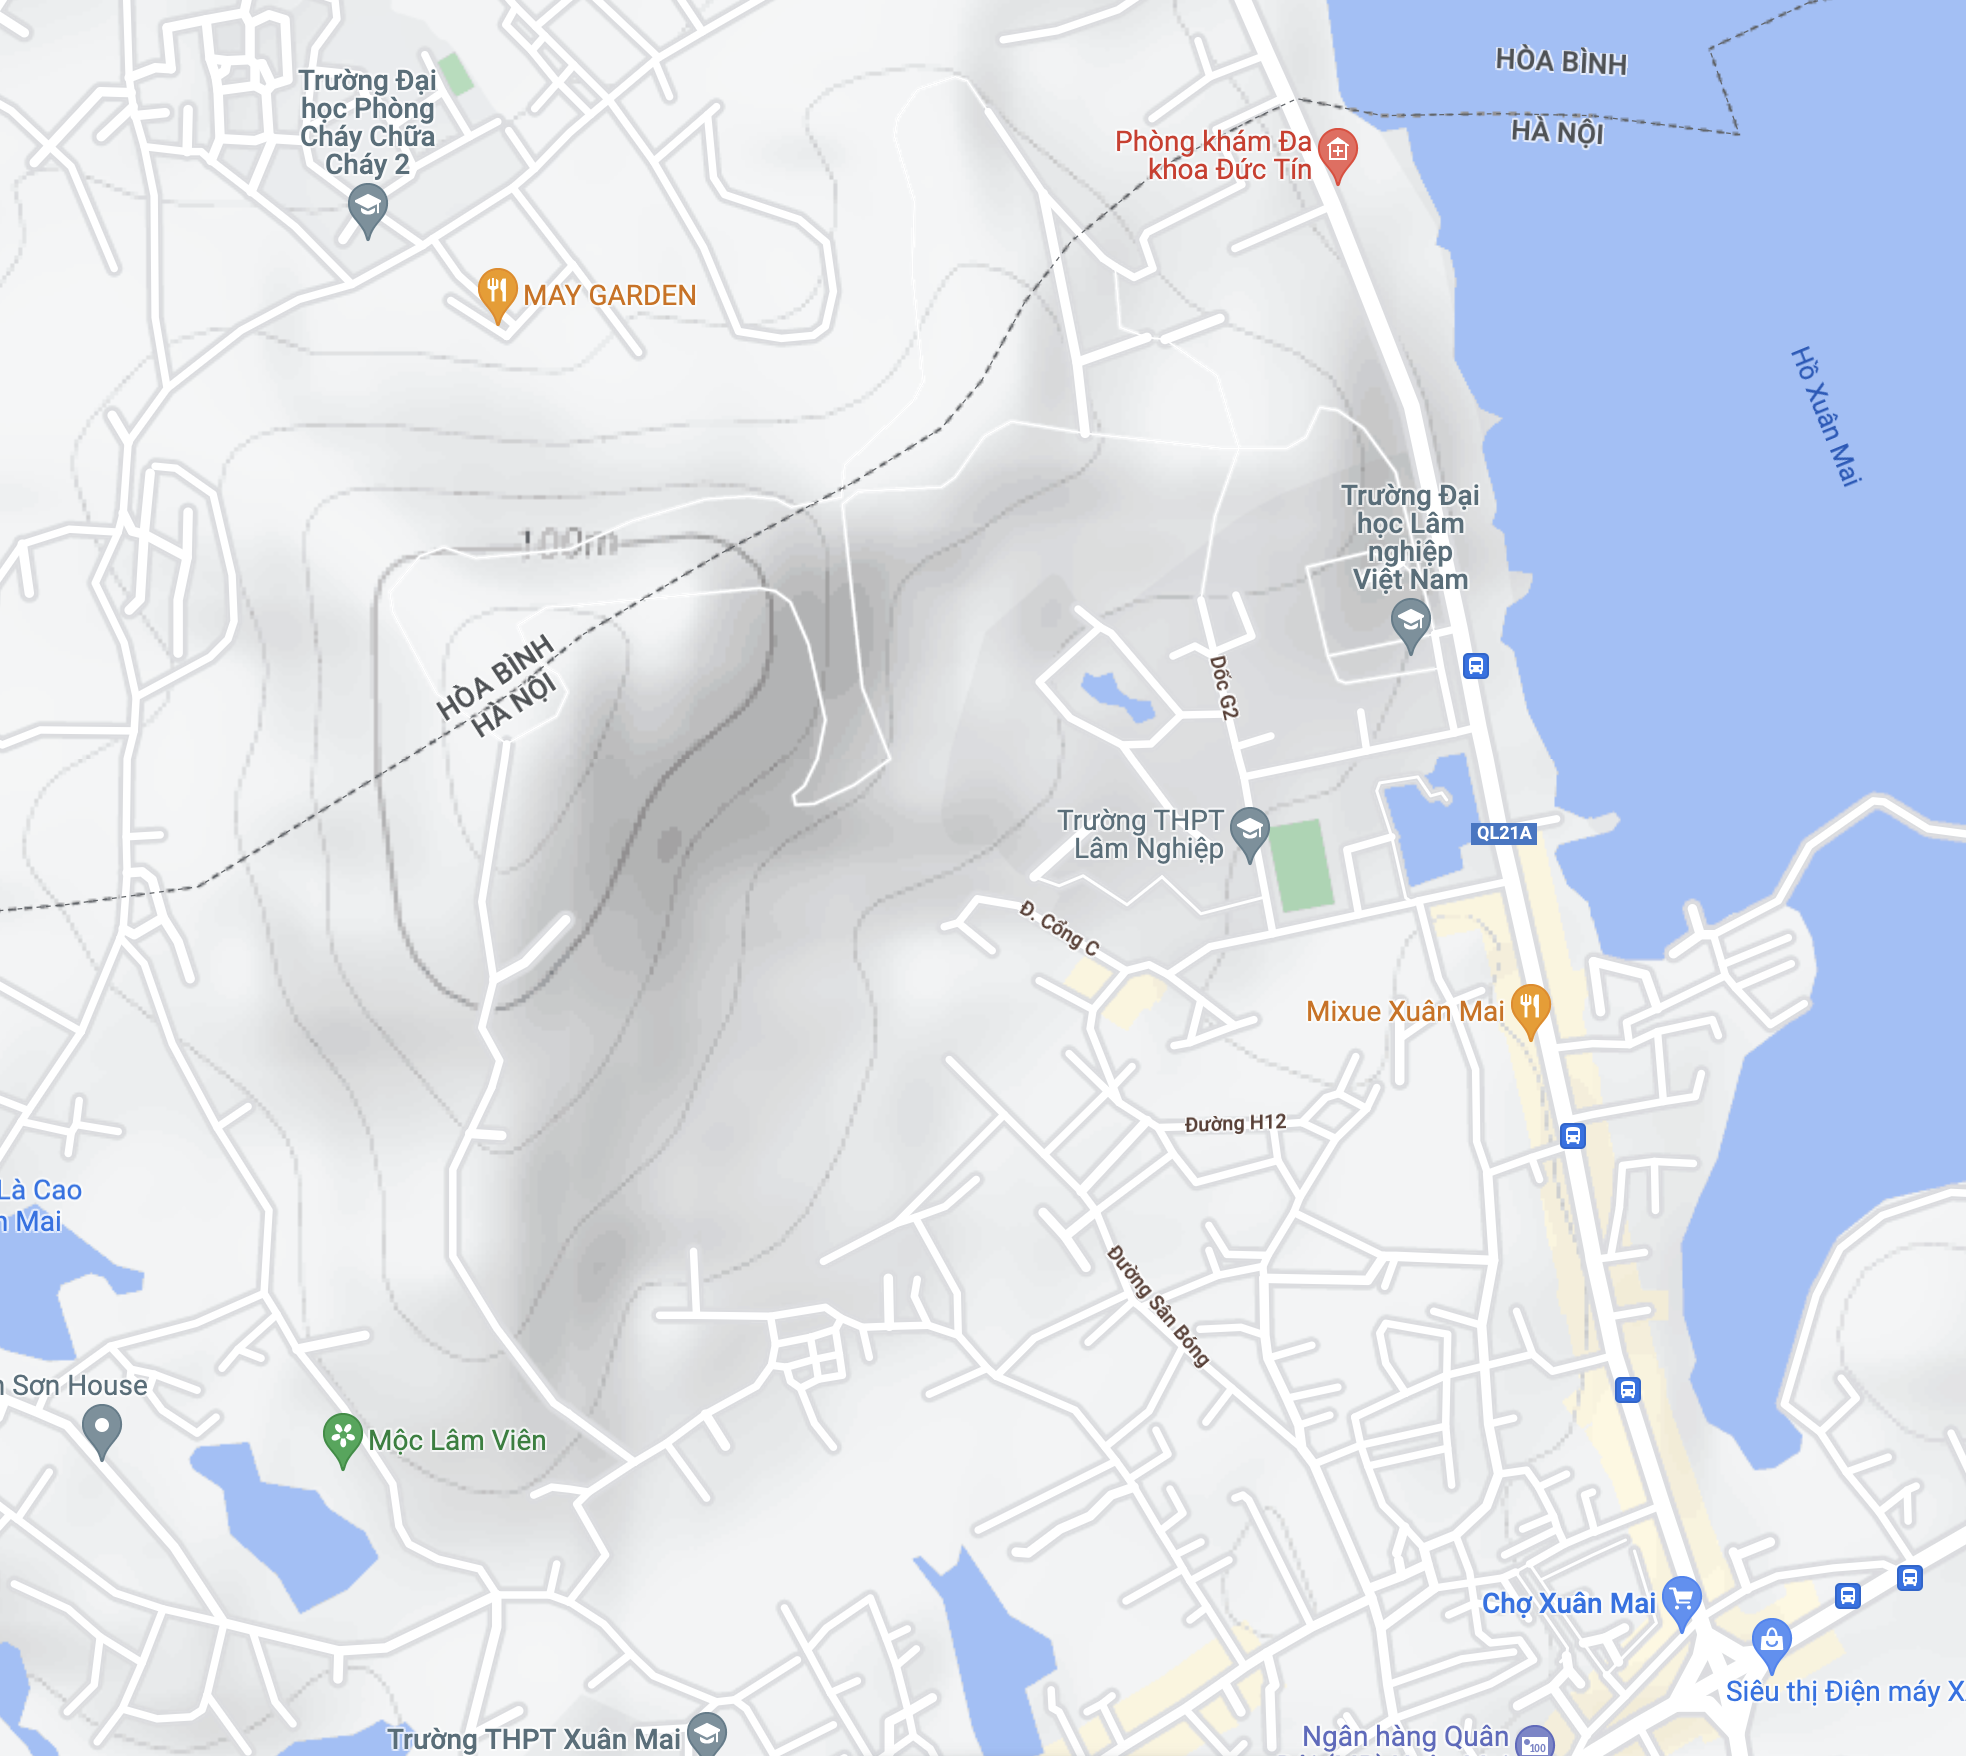 HÒA BÌNH
HÀ NỘI
Trường Đại
học Phòng
Cháy Chữa
Cháy 2
Phòng khám Đa
khoa Đức Tín
MAY GARDEN
Hồ Xuân Mai
Trường Đại
học Lâm
nghiệp
Việt Nam
100m
HÒA BÌNH
HÀ NỘI
Dốc G2
Trường THPT
Lâm Nghiệp
QL21A
Đ. Cổng C
Mixue Xuân Mai
Đường H12
Là Cao
Mai
Đường Sân Bóng
Sơn House
Mộc Lâm Viên
Chợ Xuân Mai
Siêu thị Điện máy X
Trường THPT Xuân Mai
Ngân hàng Quân
100